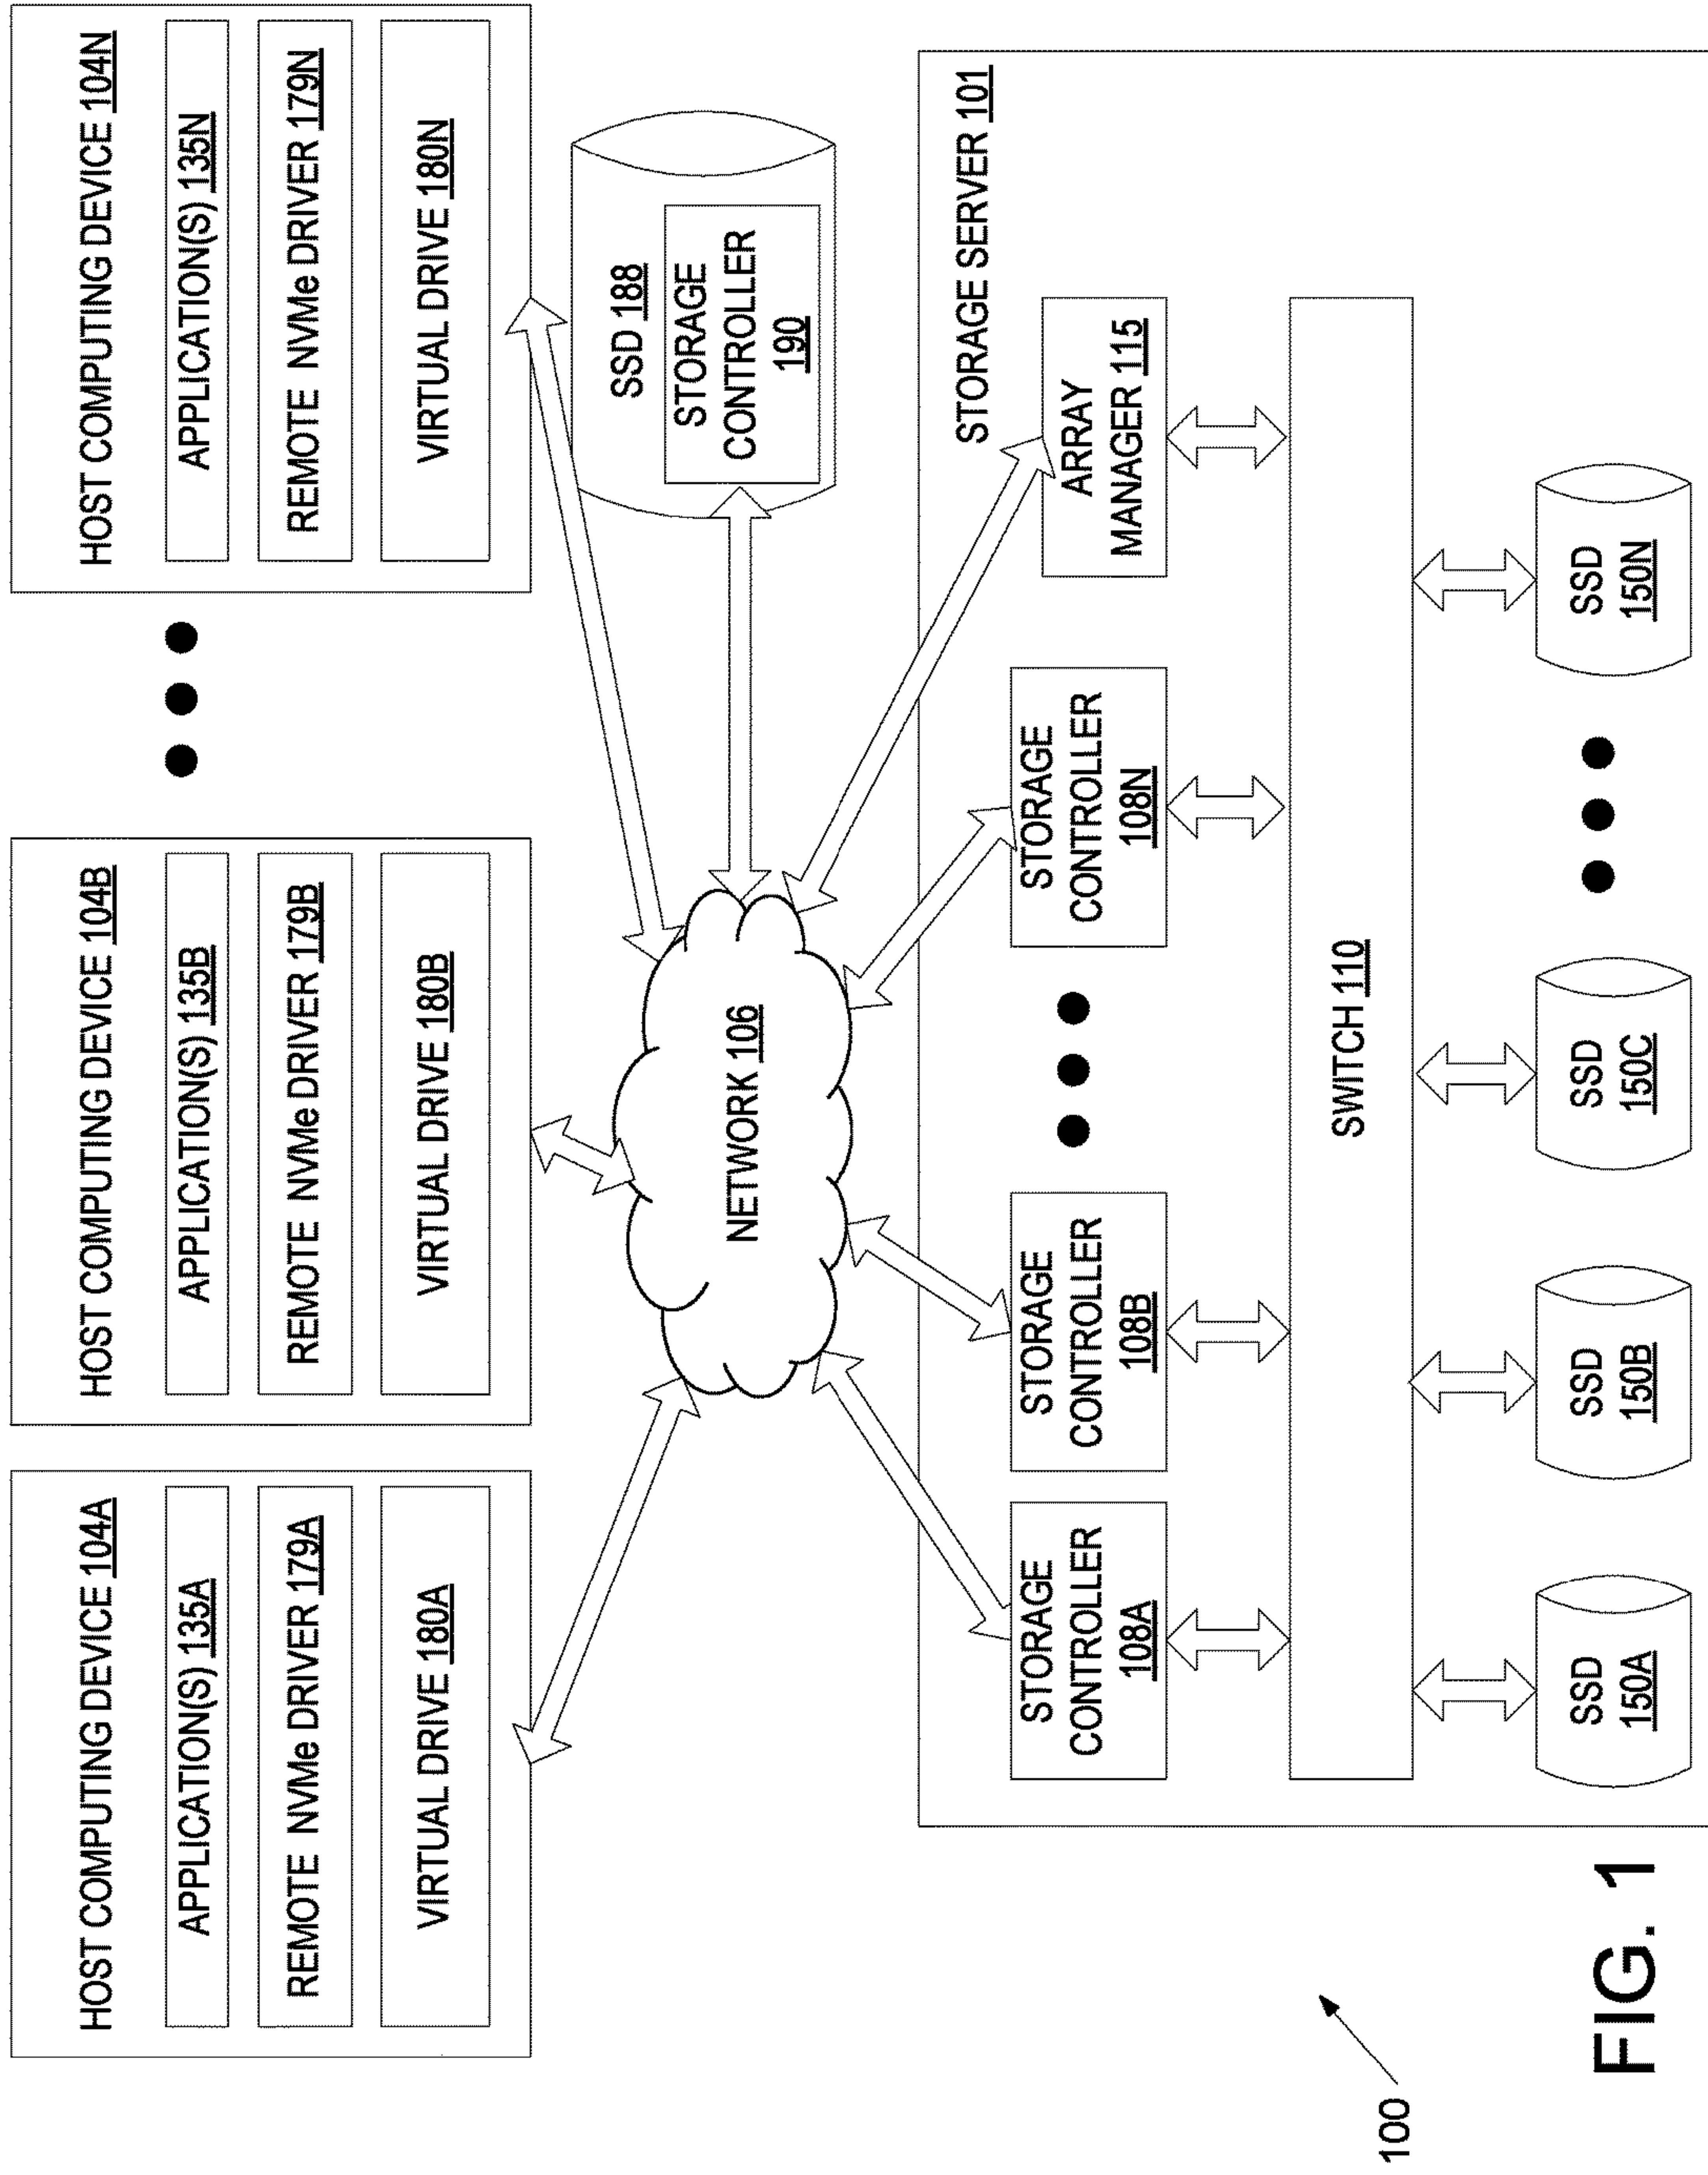 HOST COMPUTING DEVICE 104A
APPLICATION(S) 135A
REMOTE NVMe DRIVER 179A
VIRTUAL DRIVE 180A
HOST COMPUTING DEVICE 104B
APPLICATION(S) 135B
REMOTE NVMe DRIVER 179B
VIRTUAL DRIVE 180B
HOST COMPUTING DEVICE 104N
APPLICATION(S) 135N
REMOTE NVMe DRIVER 179N
VIRTUAL DRIVE 180N
NETWORK 106
SSD 188
STORAGE
CONTROLLER
190
STORAGE SERVER 101
STORAGE
CONTROLLER
108A
STORAGE
CONTROLLER
108B
STORAGE
CONTROLLER
108N
ARRAY
MANAGER 115
SWITCH 110
SSD
150A
SSD
150B
SSD
150C
SSD
150N
100
FIG. 1